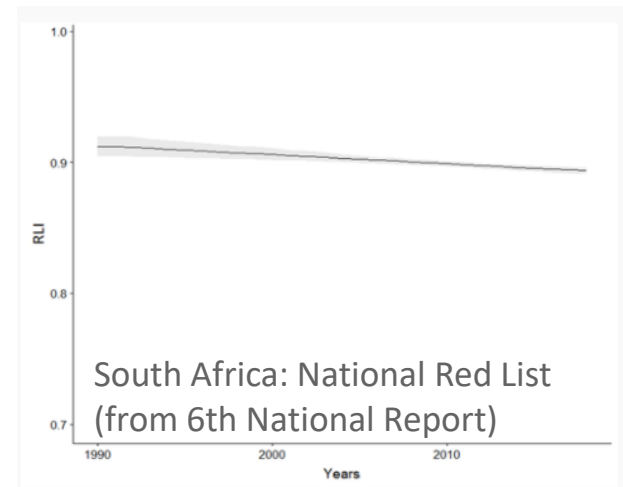 1.0
0.9
RLI
0.8
South Africa: National Red List
(from 6th National Report)
0.7
1990 2000 2010
Years